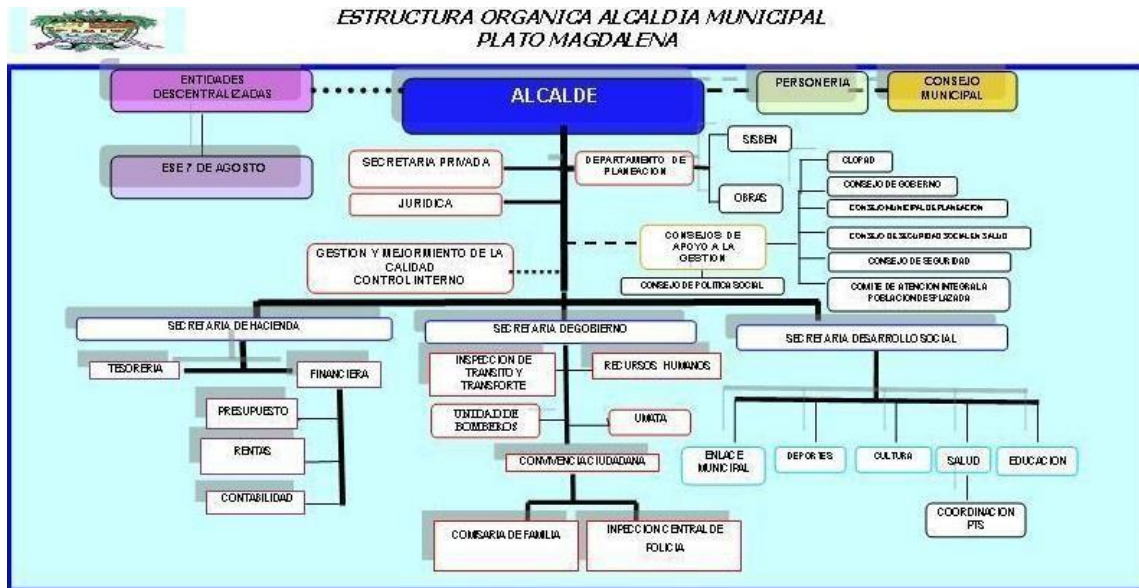 ESTRUCTURA ORGANICA ALCALDIA MUNICIPAL
PLATO MAGDALENA
ENTIDADES
DESCENTRALIZADAS
ALCALDE
PERSONERIA
CONSEJO
MUNICIPAL
ESE 7 DE AGOSTO
SECRETARIA PRIVADA
DEPARTAMENTO DE
PLANEACION
SISBEN
OBRAS
JURIDICA
CLOPAD
CONSEJO DE GOBIERNO
CONSEJO MUNICIPAL DE PLANEACION
CONSEJO DE SEGURIDAD SOCIAL EN SALUD
CONSEJO DE SEGURIDAD
COMITE DE ATENCION INTEGRAL A
POBLACION DESPLAZADA
CONSEJOS DE
APOYO A LA
GESTION
CONSEJO DE POLITICA SOCIAL
GESTION Y MEJORMIENTO DE LA
CALIDAD
CONTROL INTERNO
SECRETARIA DE HACIENDA
SECRETARIA DE GOBIERNO
SECRETARIA DESARROLLO SOCIAL
TESORERIA
FINANCIERA
PRESUPUESTO
RENTAS
CONTABILIDAD
INSPECCION DE
TRANSITO Y
TRANSPORTE
RECURSOS HUMANOS
UNIDAD DE
BOMBEROS
UMATA
CONVIVENCIA CIUDADANA
COMISARIA DE FAMILIA
INPECCION CENTRAL DE
POLICIA
ENLACE
MUNICIPAL
DEPORTES
CULTURA
SALUD
EDUCACION
COORDINACION
PTS